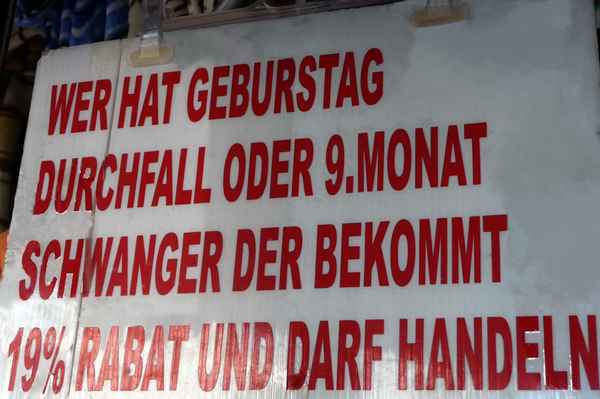 WER HAT GEBURSTAG
DURCHFALL ODER 9.MONAT
SCHWANGER DER BEKOMMT
19% RABAT UND DARF HANDELN